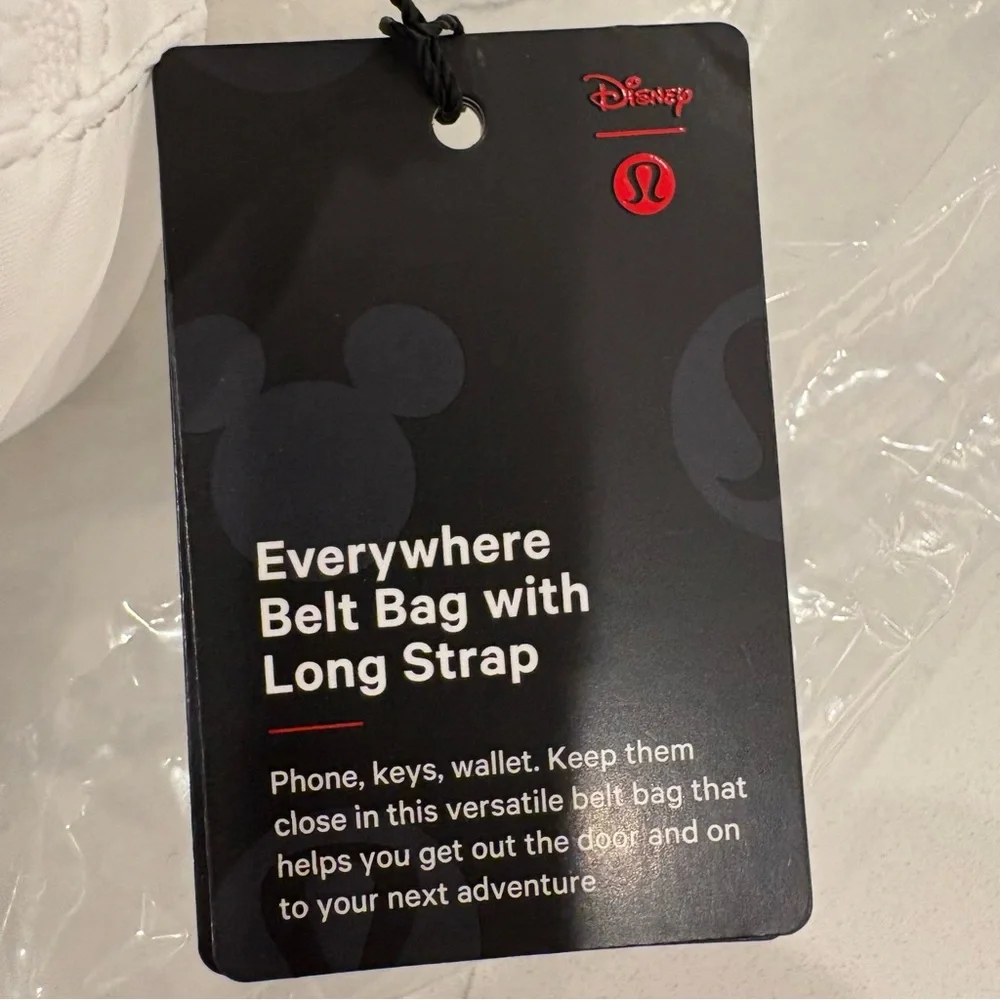 Disney
Everywhere
Belt Bag with
Long Strap
Phone, keys, wallet. Keep them
close in this versatile belt bag that
helps you get out the door and on
to your next adventure